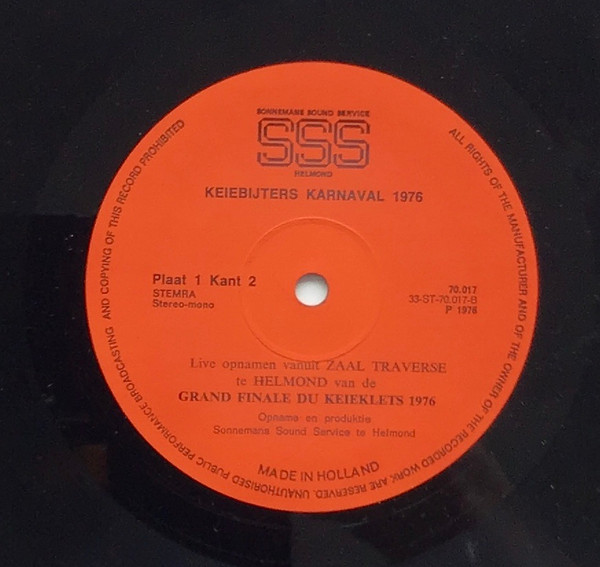 SONNEMANS SOUND SERVICE
SSS
HELMOND
KEIEBIJTERS KARNAVAL 1976
Plaat 1 Kant 2
STEMRA
Stereo-mono
70.017
33-ST-70.017-B
P 1976
Live opnamen vanuit ZAAL TRAVERSE
te HELMOND van de
GRAND FINALE DU KEIEKLETS 1976
Opname en produktie
Sonnemans Sound Service te Helmond
MADE IN HOLLAND
ALL RIGHTS OF THE MANUFACTURER AND OF THE OWNER OF THE RECORDED WORK ARE RESERVED. UNAUTHORISED PUBLIC PERFORMANCE BROADCASTING AND COPYING OF THIS RECORD PROHIBITED